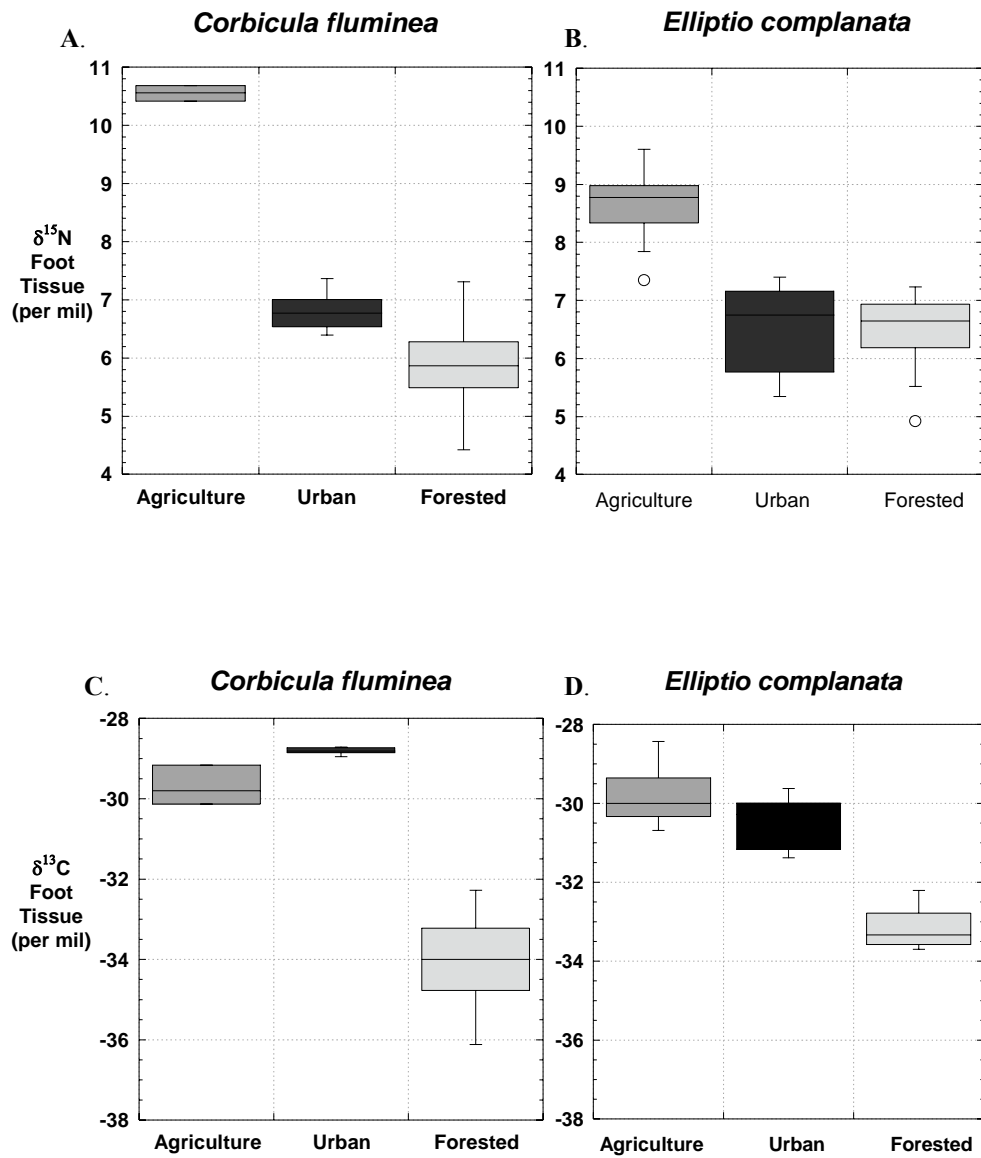 Corbicula fluminea
Elliptio complanata
A.
B.
11
10
9
8
7
6
5
4
δ15N
Foot
Tissue
(per mil)
Agriculture
Urban
Forested
11
10
9
8
7
6
5
4
Agriculture
Urban
Forested
C.
Corbicula fluminea
D.
Elliptio complanata
-28
-30
-32
-34
-36
-38
δ13C
Foot
Tissue
(per mil)
Agriculture
Urban
Forested
-28
-30
-32
-34
-36
-38
Agriculture
Urban
Forested